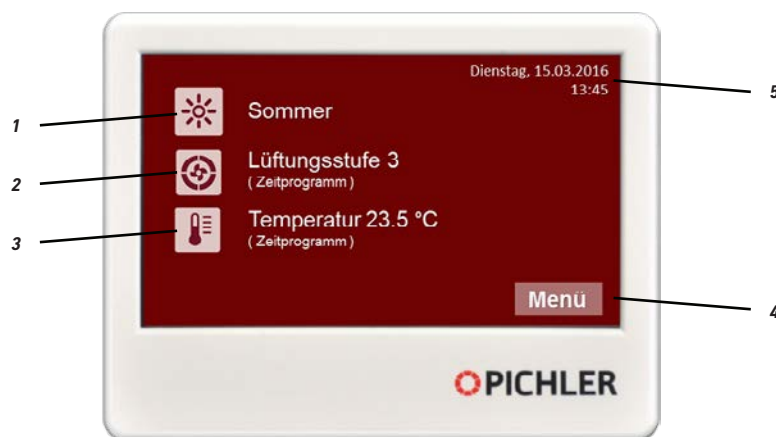 Dienstag, 15.03.2016
13:45
5
1
Sommer
2
Lüftungsstufe 3
( Zeitprogramm )
3
Temperatur 23.5 °C
( Zeitprogramm )
Menü
4
PICHLER